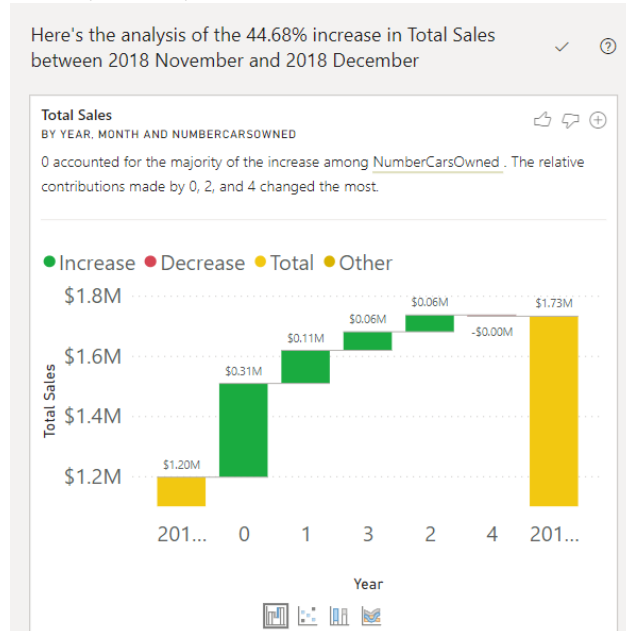 Here's the analysis of the 44.68% increase in Total Sales
between 2018 November and 2018 December
Total Sales
BY YEAR, MONTH AND NUMBERCARSOWNED
0 accounted for the majority of the increase among NumberCarsOwned . The relative
contributions made by 0, 2, and 4 changed the most.
Increase Decrease Total Other
$1.8M
$1.6M
$1.4M
$1.2M
Total Sales
$1.20M
$0.31M
$0.11M
$0.06M
$0.06M
-$0.00M
$1.73M
201... 0 1 3 2 4 201...
Year